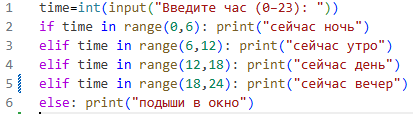 1 time=int(input("Введите час (0–23): "))
2 if time in range(0,6): print("сейчас ночь")
3 elif time in range(6,12): print("сейчас утро")
4 elif time in range(12,18): print("сейчас день")
5 elif time in range(18,24): print("сейчас вечер")
6 else: print("подыши в окно")